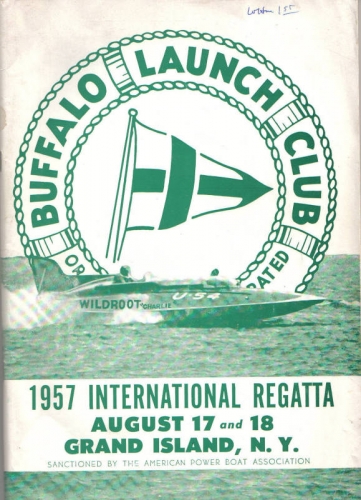 BUFFALO LAUNCH CLUB
WILDROOT CHARLIE
U-54
1957 INTERNATIONAL REGATTA
AUGUST 17 and 18
GRAND ISLAND, N. Y.
SANCTIONED BY THE AMERICAN POWER BOAT ASSOCIATION